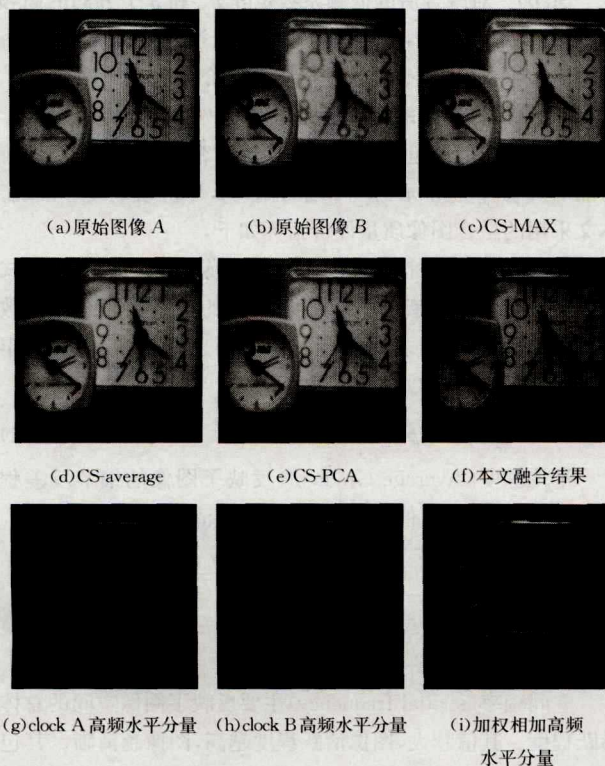 (a)原始图像 A
(b)原始图像 B
(c)CS-MAX
(d)CS-average
(e)CS-PCA
(f)本文融合结果
(g)clock A 高频水平分量
(h)clock B 高频水平分量
(i)加权相加高频
水平分量